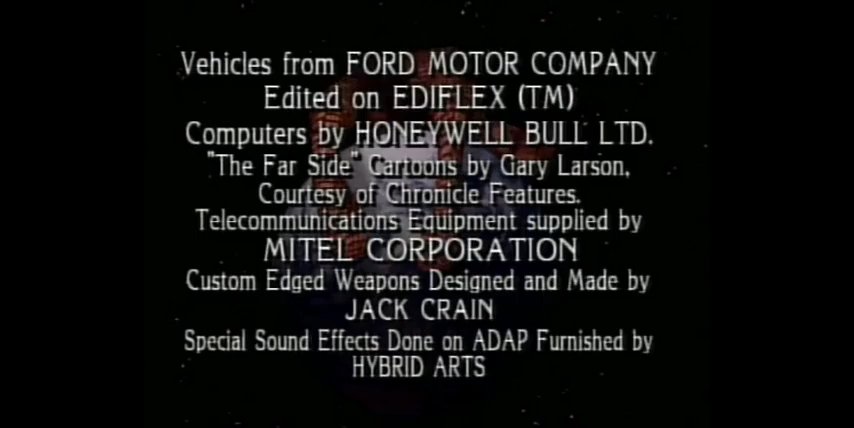 Vehicles from FORD MOTOR COMPANY
Edited on EDIFLEX (TM)
Computers by HONEYWELL BULL LTD.
"The Far Side" Cartoons by Gary Larson,
Courtesy of Chronicle Features.
Telecommunications Equipment supplied by
MITEL CORPORATION
Custom Edged Weapons Designed and Made by
JACK CRAIN
Special Sound Effects Done on ADAP Furnished by
HYBRID ARTS